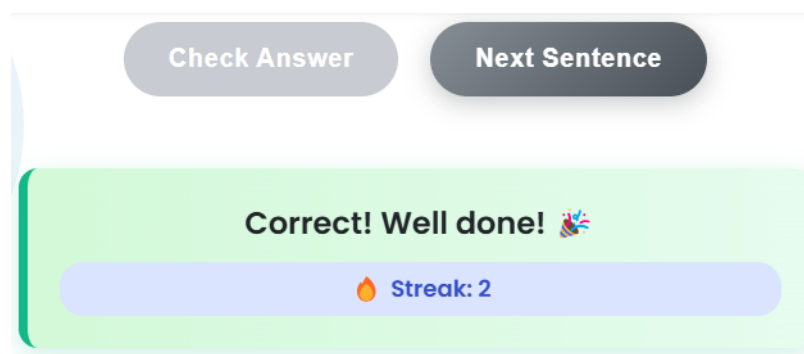 Check Answer Next Sentence
Correct! Well done! 🎉
🔥 Streak: 2